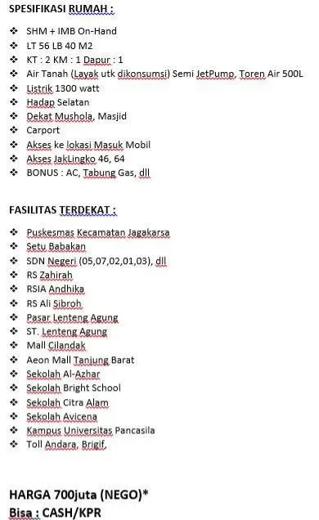 SPESIFIKASI RUMAH :
❖ SHM + IMB On-Hand
❖ LT 56 LB 40 M2
❖ KT : 2 KM : 1 Dapur : 1
❖ Air Tanah (Layak utk dikonsumsi) Semi JetPump, Toren Air 500L
❖ Listrik 1300 watt
❖ Hadap Selatan
❖ Dekat Mushola, Masjid
❖ Carport
❖ Akses ke lokasi Masuk Mobil
❖ Akses JakLingko 46, 64
❖ BONUS : AC, Tabung Gas, dll
FASILITAS TERDEKAT :
❖ Puskesmas Kecamatan Jagakarsa
❖ Setu Babakan
❖ SDN Negeri (05,07,02,01,03), dll
❖ RS Zahirah
❖ RSIA Andhika
❖ RS Ali Sibroh
❖ Pasar Lenteng Agung
❖ ST. Lenteng Agung
❖ Mall Cilandak
❖ Aeon Mall Tanjung Barat
❖ Sekolah Al-Azhar
❖ Sekolah Bright School
❖ Sekolah Citra Alam
❖ Sekolah Avicena
❖ Kampus Universitas Pancasila
❖ Toll Andara, Brigif,
HARGA 700juta (NEGO)*
Bisa : CASH/KPR